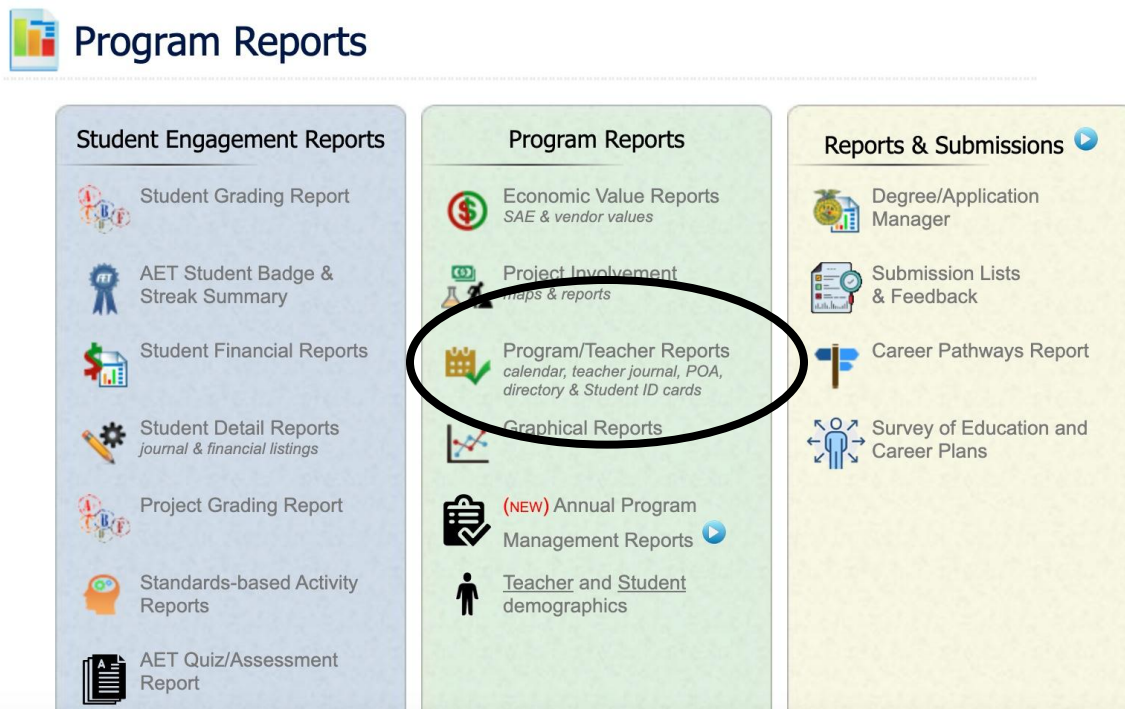 Program Reports
Student Engagement Reports
Student Grading Report
AET Student Badge &
Streak Summary
Student Financial Reports
Student Detail Reports
journal & financial listings
Project Grading Report
Standards-based Activity
Reports
AET Quiz/Assessment
Report
Program Reports
Economic Value Reports
SAE & vendor values
Project Involvement
maps & reports
Program/Teacher Reports
calendar, teacher journal, POA,
directory & Student ID cards
Graphical Reports
(NEW) Annual Program
Management Reports
Teacher and Student
demographics
Reports & Submissions
Degree/Application
Manager
Submission Lists
& Feedback
Career Pathways Report
Survey of Education and
Career Plans